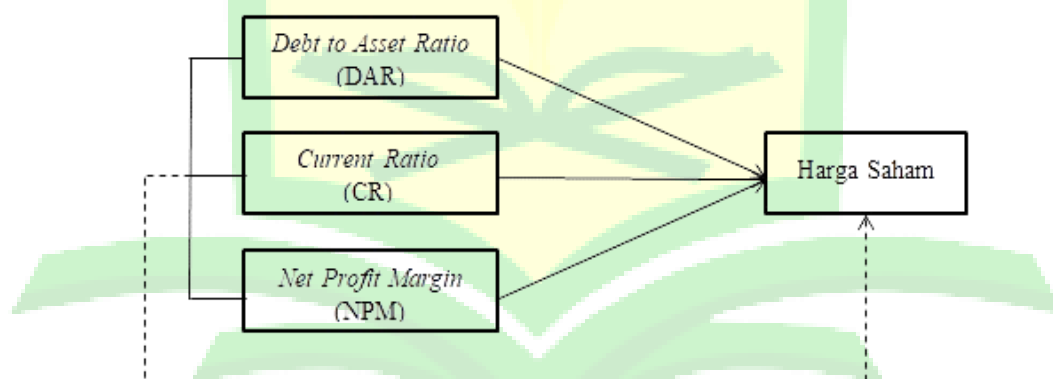 Debt to Asset Ratio
(DAR)
Current Ratio
(CR)
Harga Saham
Net Profit Margin
(NPM)